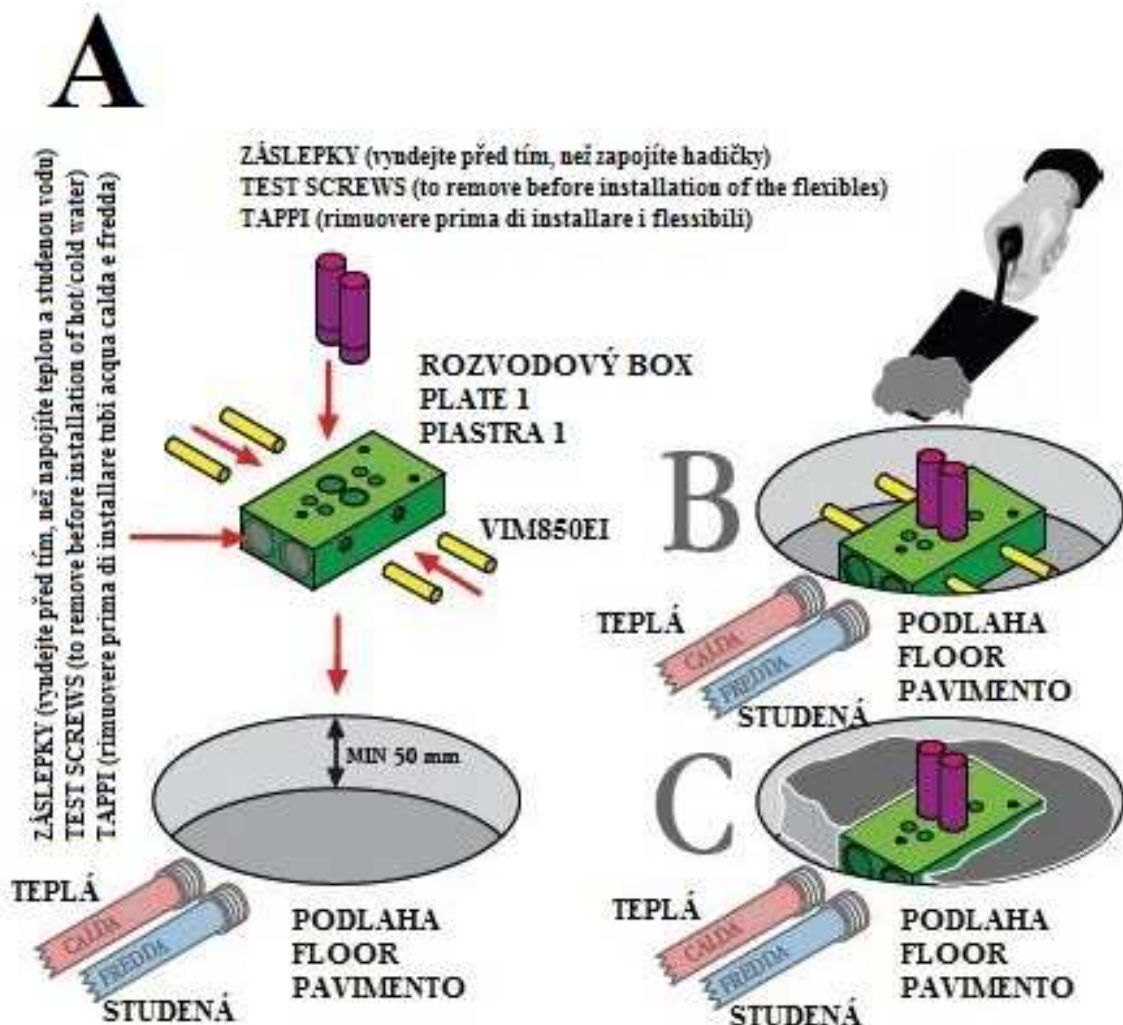 A
ZÁSLEPKY (vyndejte před tím, než zapojíte hadičky)
TEST SCREWS (to remove before installation of the flexibles)
TAPPI (rimuovere prima di installare i flessibili)
ZÁSLEPKY (vyndejte před tím, než napojíte teplou a studenou vodu)
TEST SCREWS (to remove before installation of hot/cold water)
TAPPI (rimuovere prima di installare tubi acqua calda e fredda)
ROZVODOVÝ BOX
PLATE 1
PIASTRA 1
VIM850EI
MIN 50 mm
TEPLÁ
CALDA
FREDDA
STUDENÁ
PODLAHA
FLOOR
PAVIMENTO
B
TEPLÁ
CALDA
FREDDA
STUDENÁ
PODLAHA
FLOOR
PAVIMENTO
C
TEPLÁ
CALDA
FREDDA
STUDENÁ
PODLAHA
FLOOR
PAVIMENTO